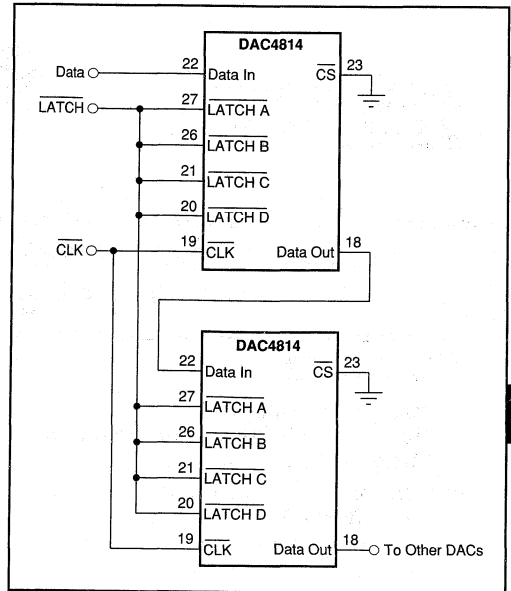 DAC4814
Data
22
Data In
CS
23
LATCH
27
LATCH A
26
LATCH B
21
LATCH C
20
LATCH D
CLK
19
CLK
Data Out
18
DAC4814
22
Data In
CS
23
27
LATCH A
26
LATCH B
21
LATCH C
20
LATCH D
19
CLK
Data Out
18
To Other DACs